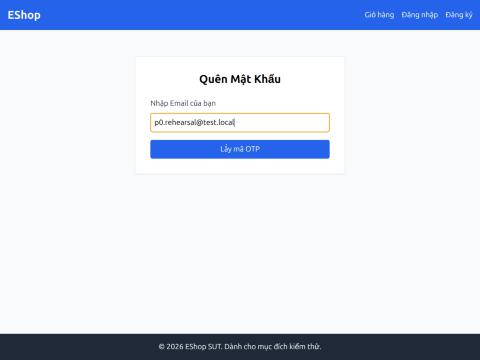 EShop
Giỏ hàng Đăng nhập Đăng ký
Quên Mật Khẩu
Nhập Email của bạn
p0.rehearsal@test.local
Lấy mã OTP
© 2026 EShop SUT. Dành cho mục đích kiểm thử.